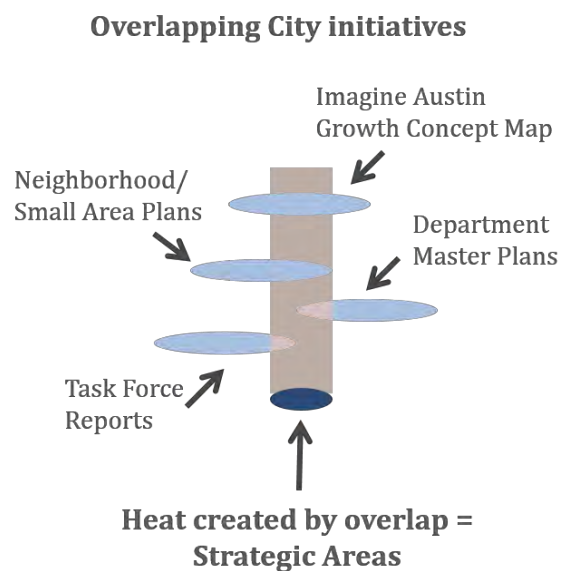 Overlapping City initiatives
Imagine Austin
Growth Concept Map
Neighborhood/
Small Area Plans
Department
Master Plans
Task Force
Reports
Heat created by overlap =
Strategic Areas